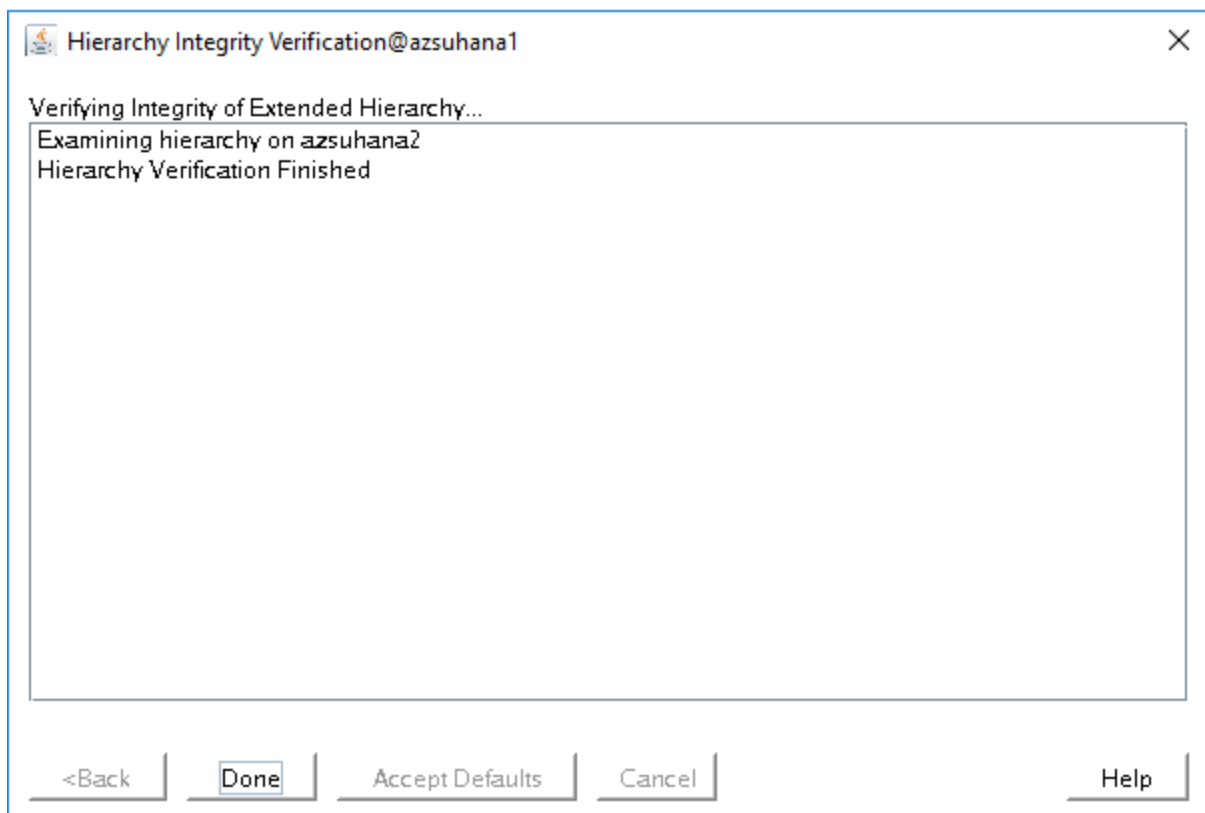 Hierarchy Integrity Verification@azsuhana1
Verifying Integrity of Extended Hierarchy...
Examining hierarchy on azsuhana2
Hierarchy Verification Finished
<Back Done Accept Defaults Cancel Help